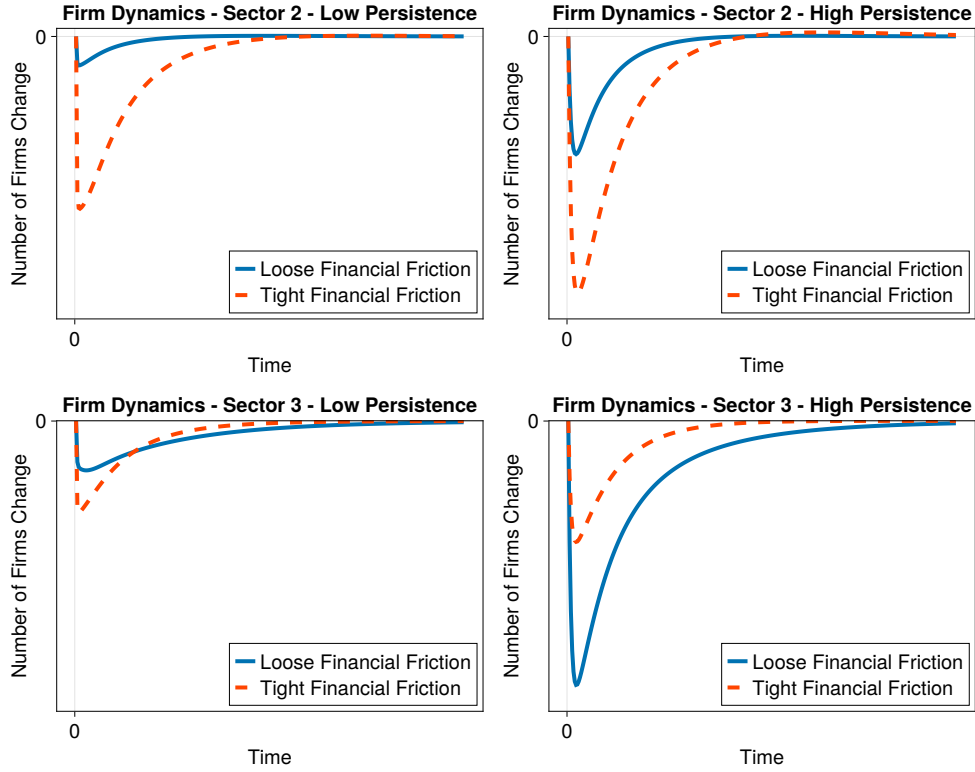 Firm Dynamics - Sector 2 - Low Persistence
0
Number of Firms Change
Loose Financial Friction
Tight Financial Friction
0
Time
Firm Dynamics - Sector 2 - High Persistence
0
Number of Firms Change
Loose Financial Friction
Tight Financial Friction
0
Time
Firm Dynamics - Sector 3 - Low Persistence
0
Number of Firms Change
Loose Financial Friction
Tight Financial Friction
0
Time
Firm Dynamics - Sector 3 - High Persistence
0
Number of Firms Change
Loose Financial Friction
Tight Financial Friction
0
Time